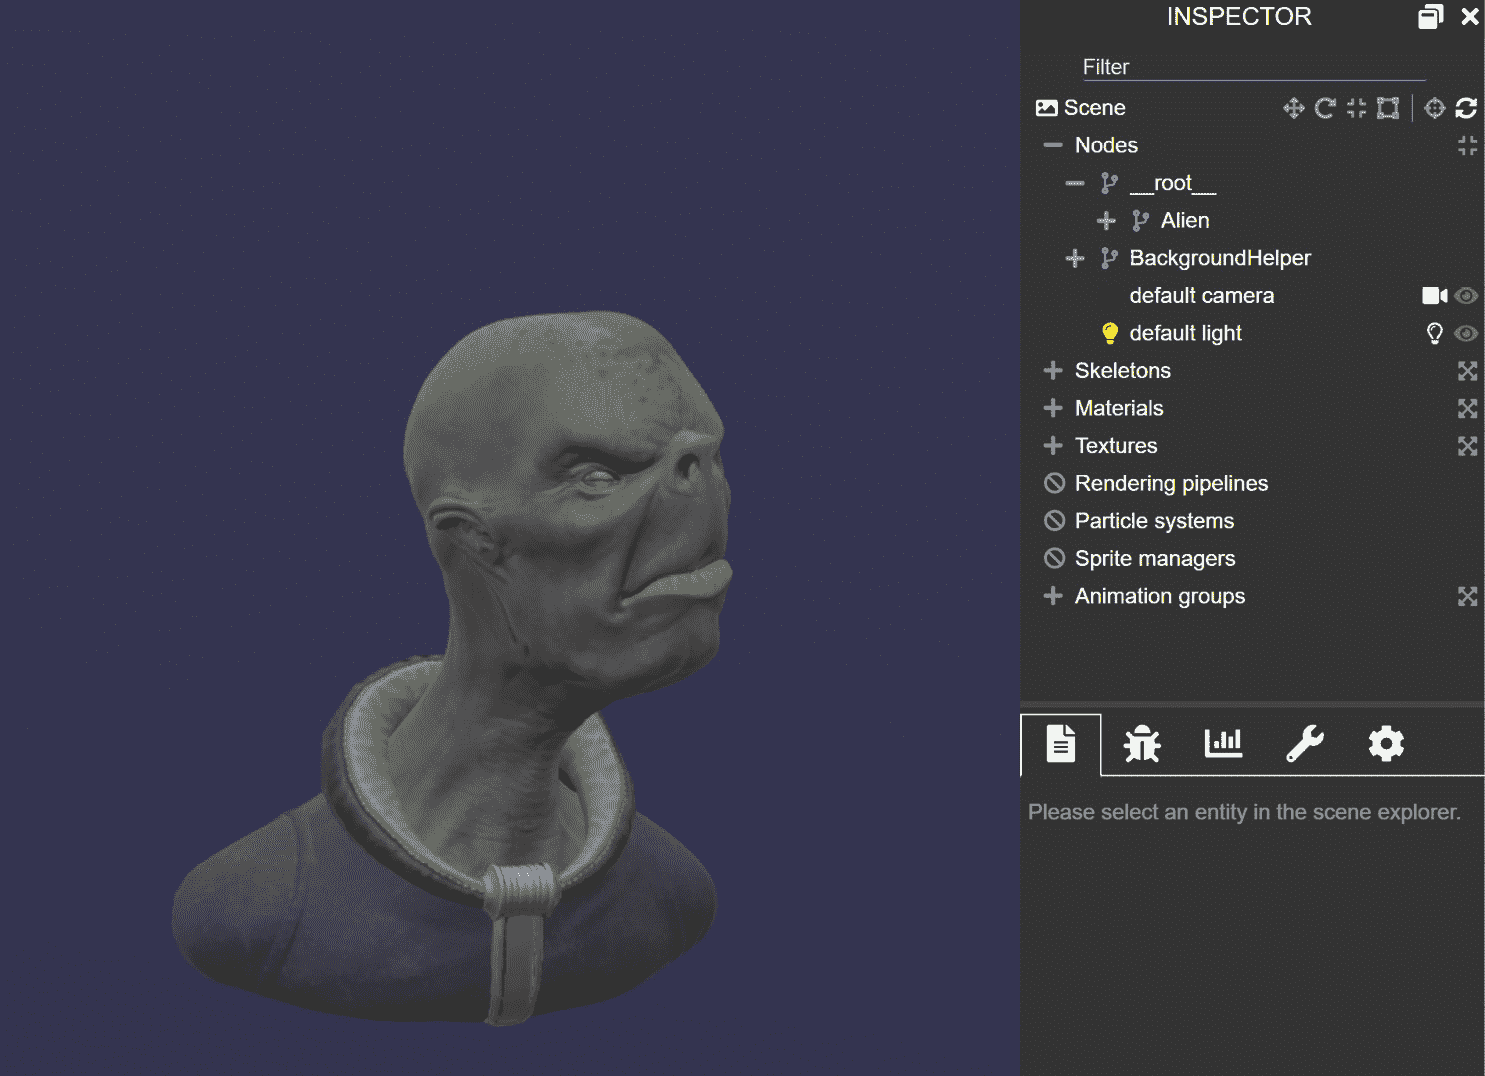 INSPECTOR
Filter
Scene
Nodes
__root__
Alien
BackgroundHelper
default camera
default light
Skeletons
Materials
Textures
Rendering pipelines
Particle systems
Sprite managers
Animation groups
Please select an entity in the scene explorer.